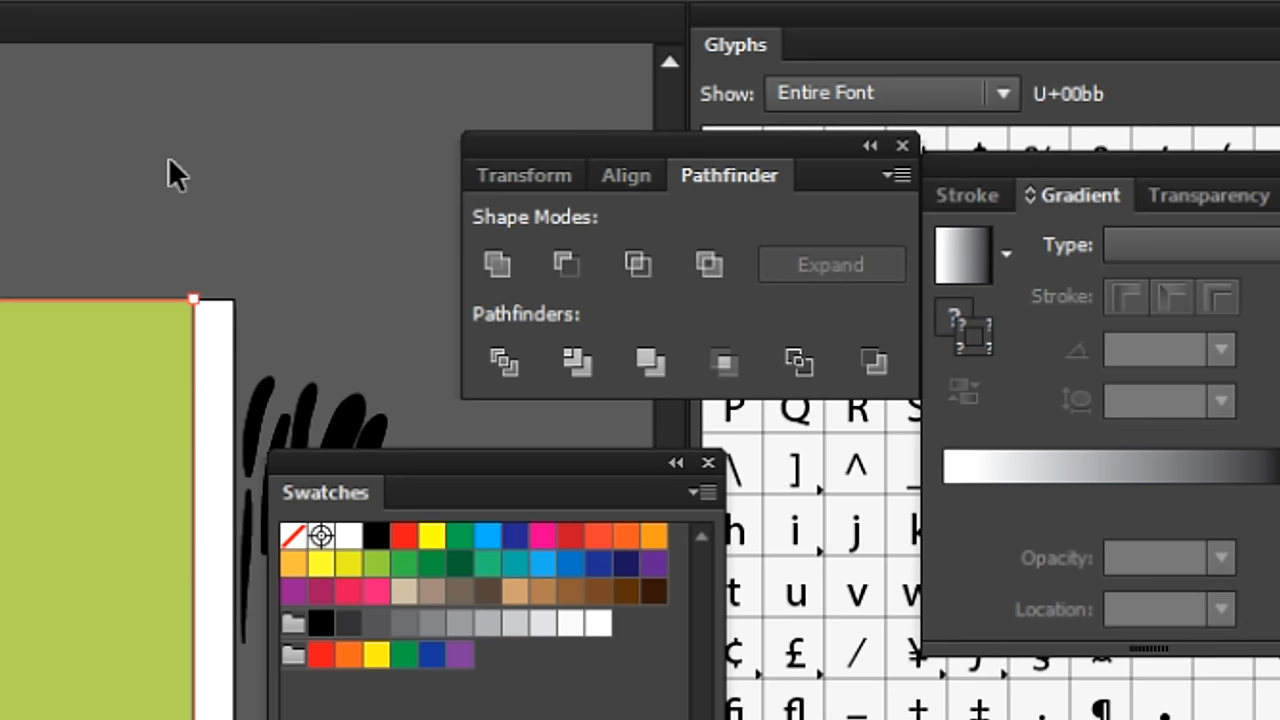 Glyphs
Show: Entire Font U+00bb
Transform Align Pathfinder
Shape Modes:
Expand
Pathfinders:
Stroke Gradient Transparency
Type:
Stroke:
? ?
Opacity:
Location:
Swatches
P Q R S
\ ] ^ _
h i j k
t u v w
¢ £ / ¥
fi fl – † ‡ · ¶ •